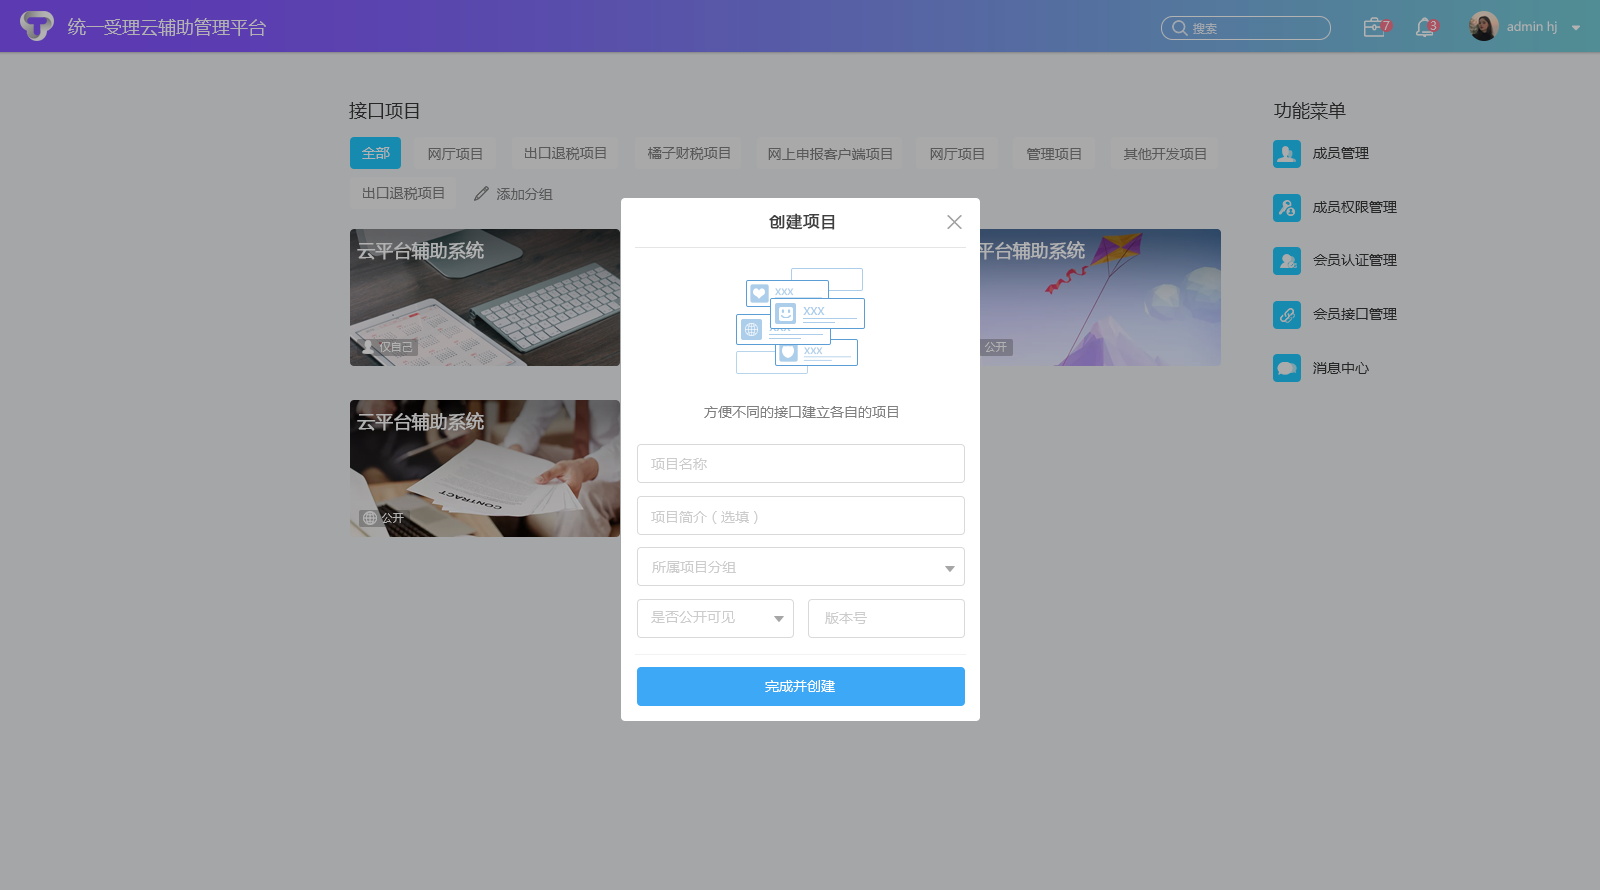 统一受理云辅助管理平台
搜索
7
3
admin hj
接口项目
全部
网厅项目
出口退税项目
橘子财税项目
网上申报客户端项目
网厅项目
管理项目
其他开发项目
出口退税项目
添加分组
功能菜单
成员管理
成员权限管理
会员认证管理
会员接口管理
消息中心
云平台辅助系统
仅自己
平台辅助系统
公开
云平台辅助系统
CONTRACT
公开
创建项目
XXX
XXX
XXX
XXX
方便不同的接口建立各自的项目
项目名称
项目简介（选填）
所属项目分组
是否公开可见
版本号
完成并创建